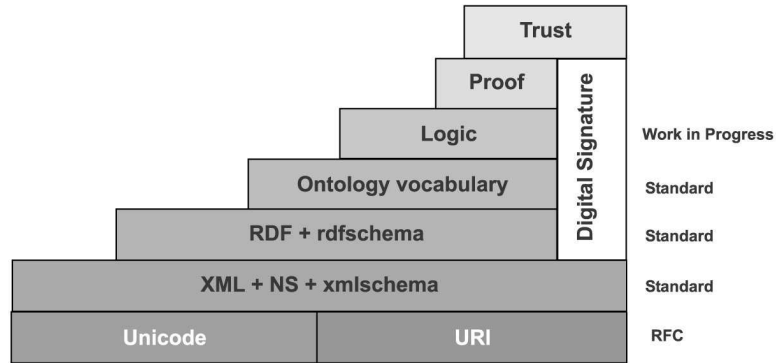 Trust
Proof
Digital Signature
Logic
Work in Progress
Ontology vocabulary
Standard
RDF + rdfschema
Standard
XML + NS + xmlschema
Standard
Unicode
URI
RFC